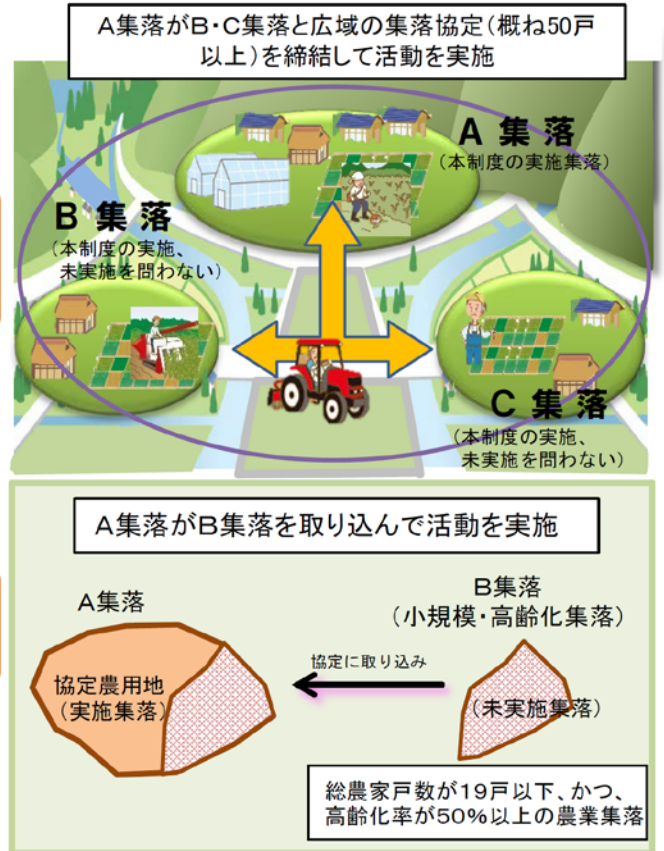 A集落がB・C集落と広域の集落協定(概ね50戸
以上)を締結して活動を実施
A 集 落
(本制度の実施集落)
B 集 落
(本制度の実施、
未実施を問わない)
C 集 落
(本制度の実施、
未実施を問わない)
A集落がB集落を取り込んで活動を実施
A集落
B集落
(小規模・高齢化集落)
協定に取り込み
協定農用地
(実施集落)
(未実施集落)
総農家戸数が19戸以下、かつ、
高齢化率が50%以上の農業集落